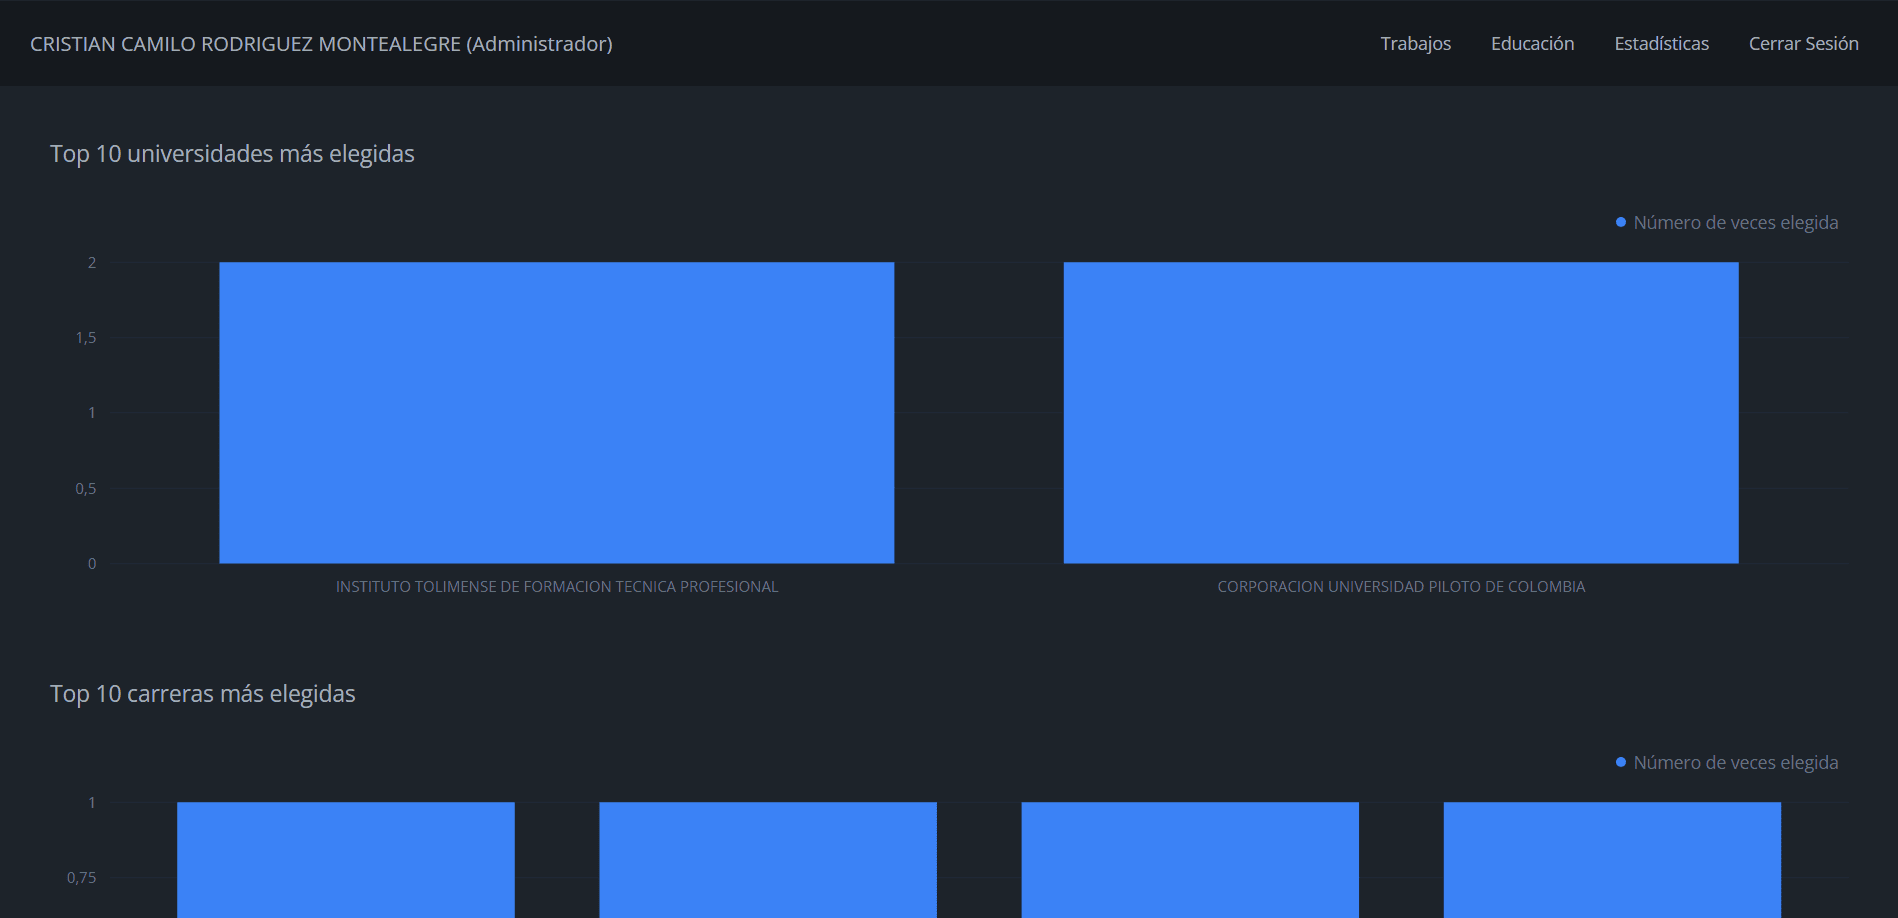 CRISTIAN CAMILO RODRIGUEZ MONTEALEGRE (Administrador)
Trabajos Educación Estadísticas Cerrar Sesión
Top 10 universidades más elegidas
Número de veces elegida
2
1,5
1
0,5
0
INSTITUTO TOLIMENSE DE FORMACION TECNICA PROFESIONAL
CORPORACION UNIVERSIDAD PILOTO DE COLOMBIA
Top 10 carreras más elegidas
Número de veces elegida
1
0,75